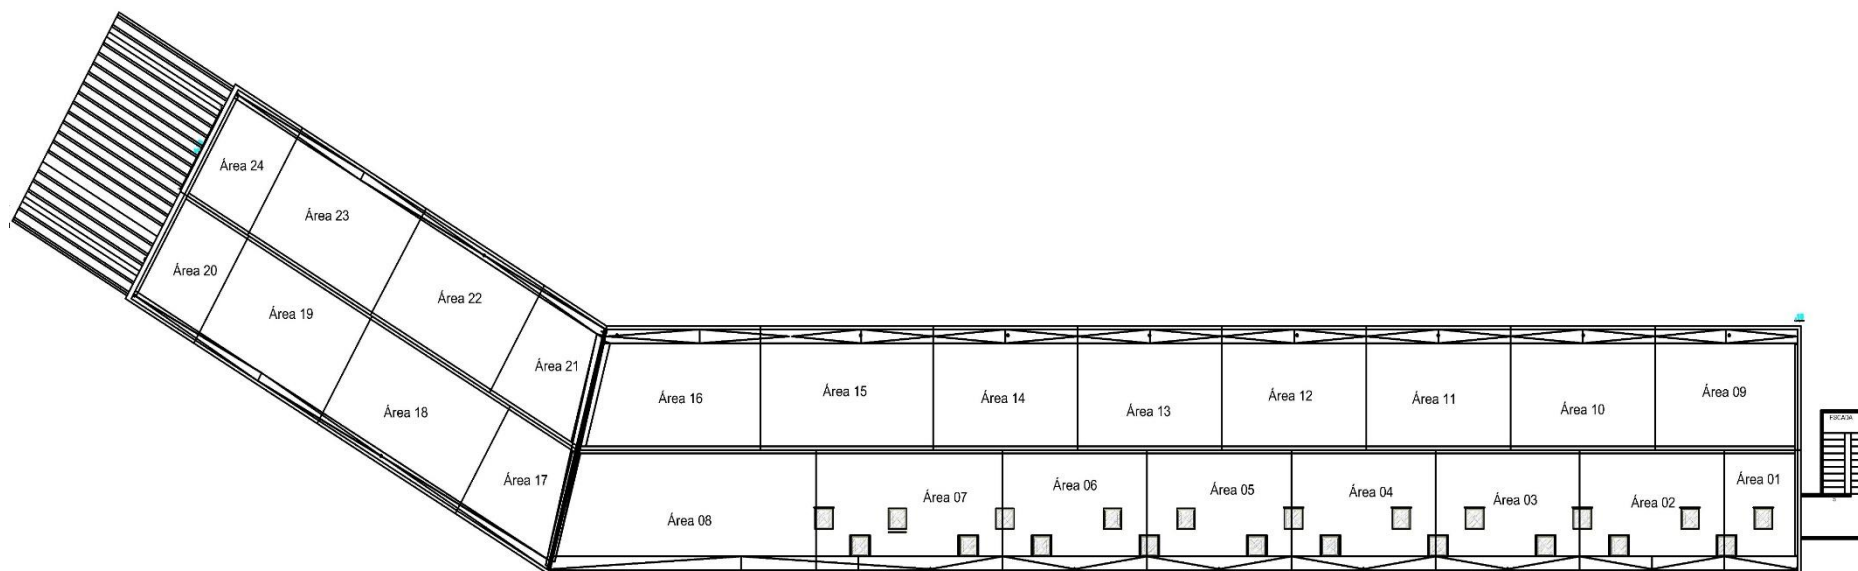 Área 24
Área 23
Área 20
Área 19
Área 22
Área 21
Área 18
Área 17
Área 16
Área 15
Área 14
Área 13
Área 12
Área 11
Área 10
Área 09
ESCADA
Área 08
Área 07
Área 06
Área 05
Área 04
Área 03
Área 02
Área 01